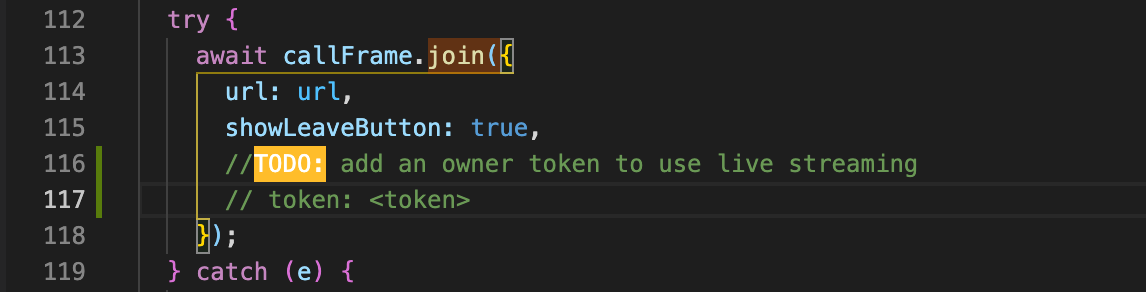 112 try {
113 await callFrame.join({
114 url: url,
115 showLeaveButton: true,
116 //TODO: add an owner token to use live streaming
117 // token: <token>
118 });
119 } catch (e) {